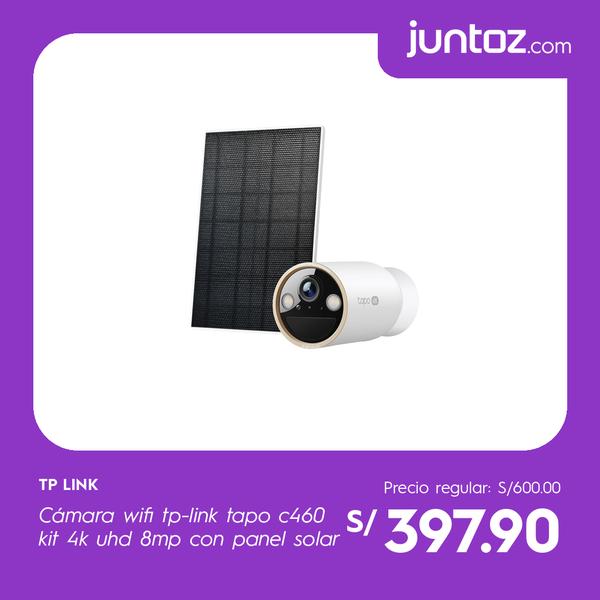 juntoz.com
tapo
TP LINK
Cámara wifi tp-link tapo c460
kit 4k uhd 8mp con panel solar
Precio regular: S/600.00
S/ 397.90